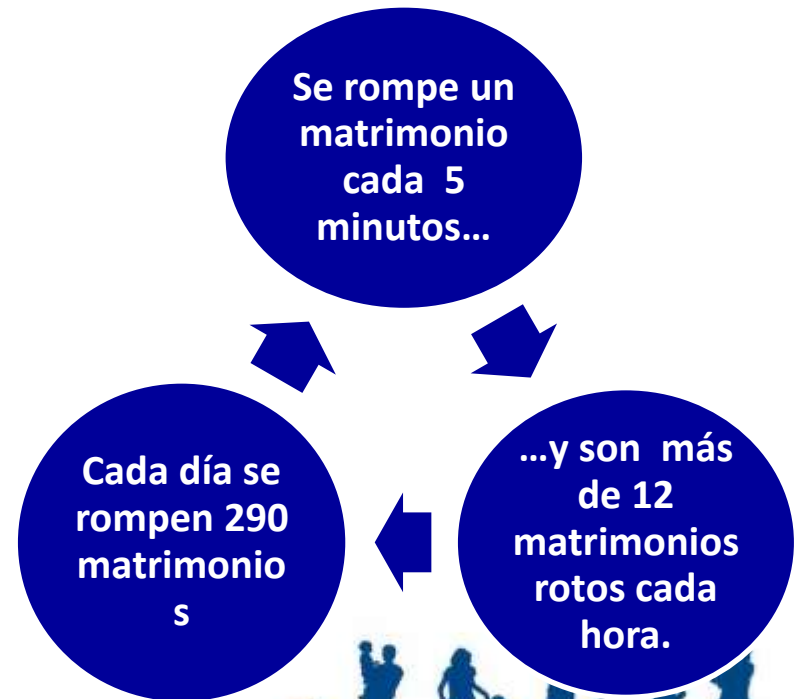 Se rompe un
matrimonio
cada 5
minutos...
...y son más
de 12
matrimonios
rotos cada
hora.
Cada día se
rompen 290
matrimonio
s